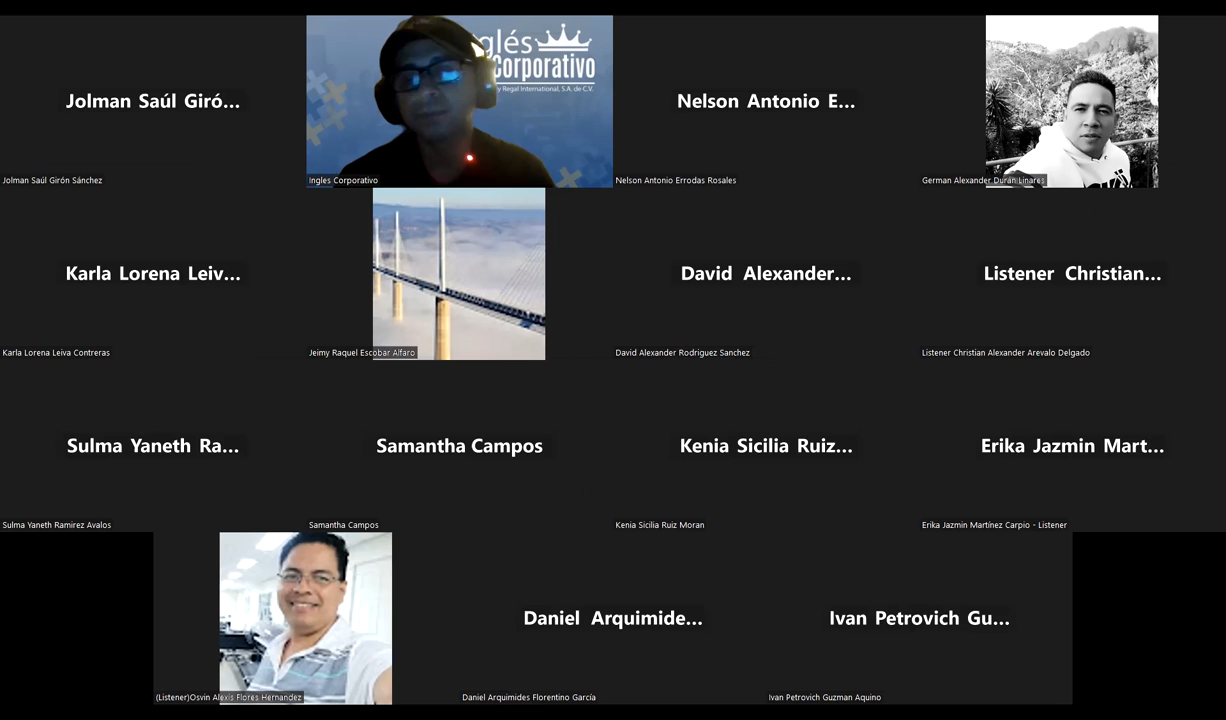 Jolman Saúl Giró...
Jolman Saúl Girón Sánchez
glés
Corporativo
y Regal International, S.A. de C.V.
Ingles Corporativo
Nelson Antonio E...
Nelson Antonio Errodas Rosales
German Alexander Durán Linares
Karla Lorena Leiv...
Karla Lorena Leiva Contreras
Jeimy Raquel Escobar Alfaro
David Alexander...
David Alexander Rodriguez Sanchez
Listener Christian...
Listener Christian Alexander Arevalo Delgado
Sulma Yaneth Ra...
Sulma Yaneth Ramirez Avalos
Samantha Campos
Samantha Campos
Kenia Sicilia Ruiz...
Kenia Sicilia Ruiz Moran
Erika Jazmin Mart...
Erika Jazmin Martínez Carpio - Listener
(Listener)Osvin Alexis Flores Hernandez
Daniel Arquimide...
Daniel Arquimides Florentino García
Ivan Petrovich Gu...
Ivan Petrovich Guzman Aquino